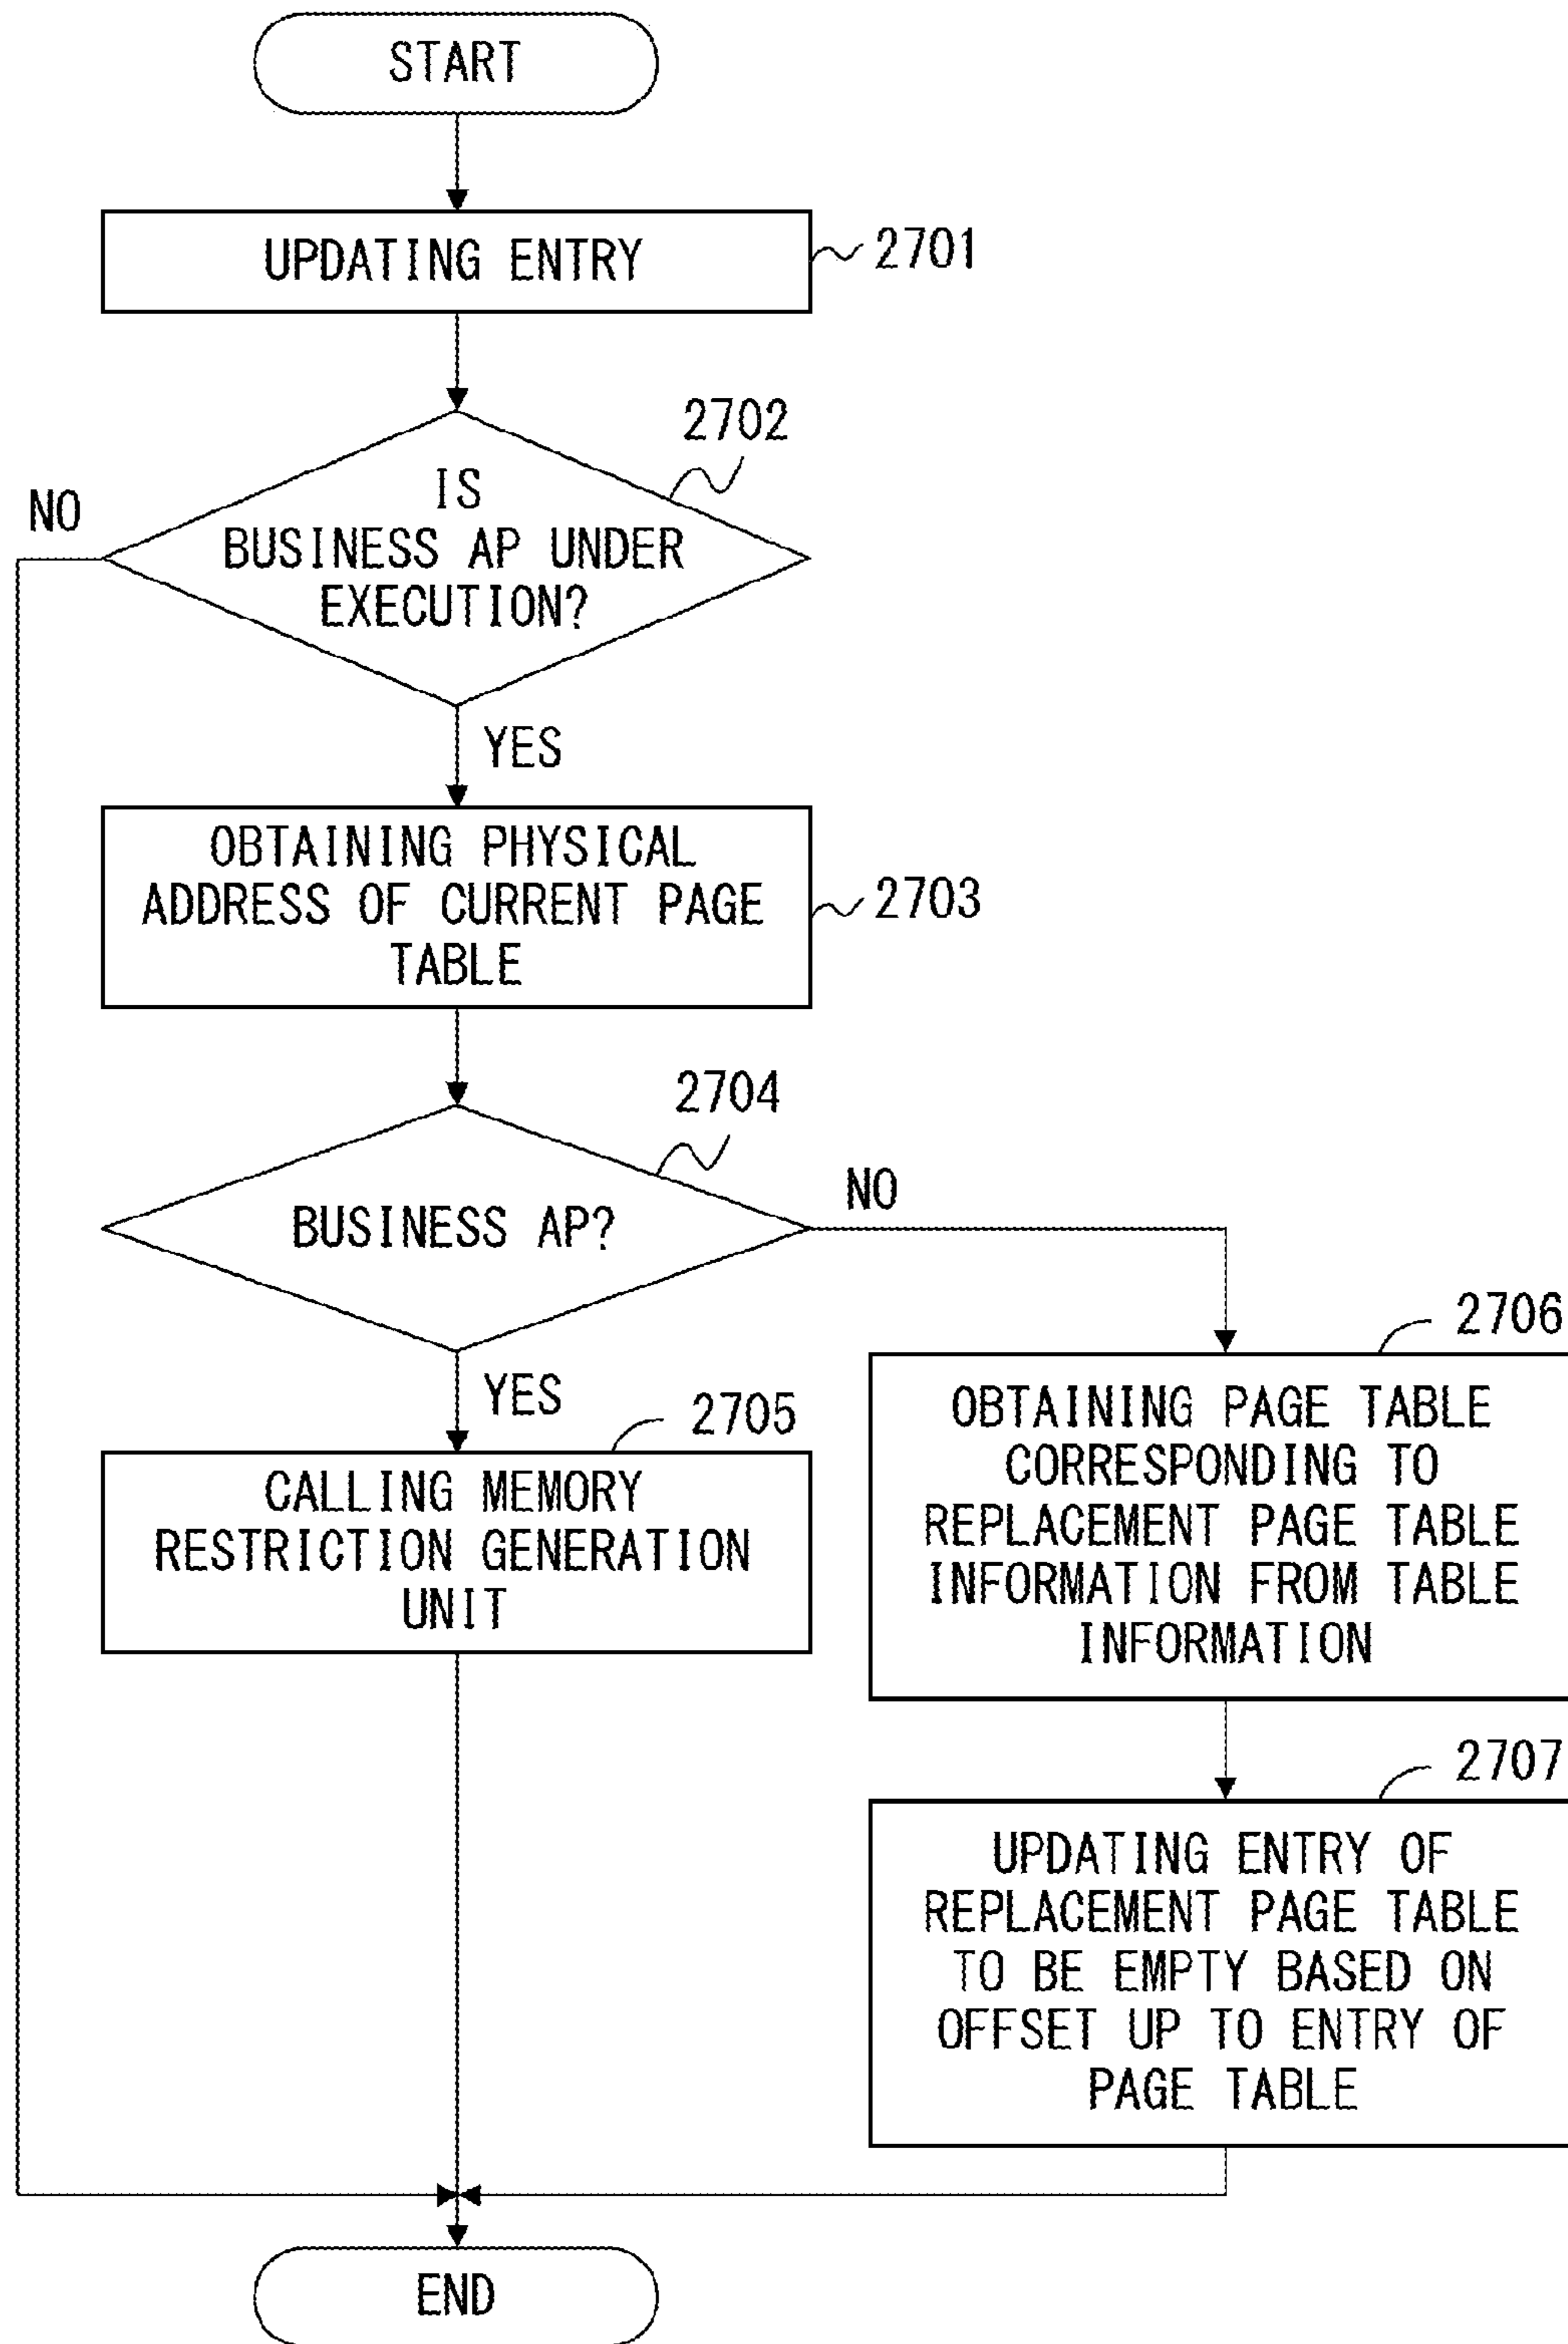 START
UPDATING ENTRY
2701
2702
NO
IS
BUSINESS AP UNDER
EXECUTION?
YES
OBTAINING PHYSICAL
ADDRESS OF CURRENT PAGE
TABLE
2703
2704
BUSINESS AP?
NO
YES
2705
CALLING MEMORY
RESTRICTION GENERATION
UNIT
2706
OBTAINING PAGE TABLE
CORRESPONDING TO
REPLACEMENT PAGE TABLE
INFORMATION FROM TABLE
INFORMATION
2707
UPDATING ENTRY OF
REPLACEMENT PAGE TABLE
TO BE EMPTY BASED ON
OFFSET UP TO ENTRY OF
PAGE TABLE
END